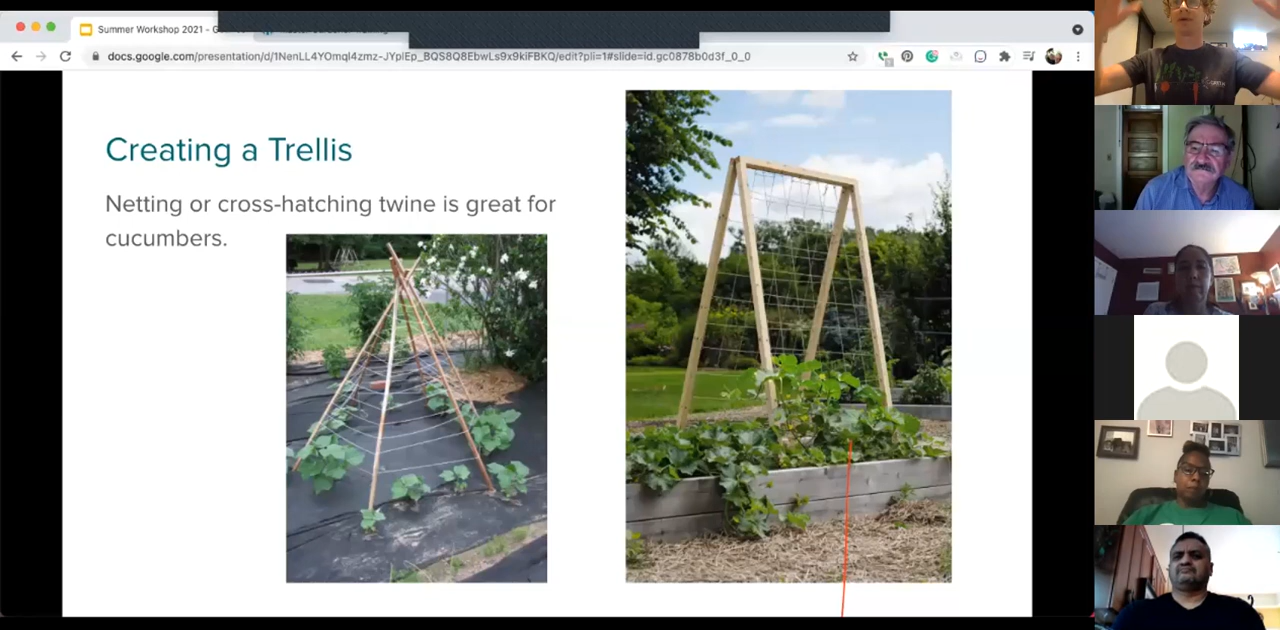 Summer Workshop 2021 - G
docs.google.com/presentation/d/1NenLL4YOmqI4zmz-JYpIEp_BQS8Q8EbwLs9x9kiFBKQ/edit?pli=1#slide=id.gc0878b0d3f_0_0
Creating a Trellis
Netting or cross-hatching twine is great for
cucumbers.